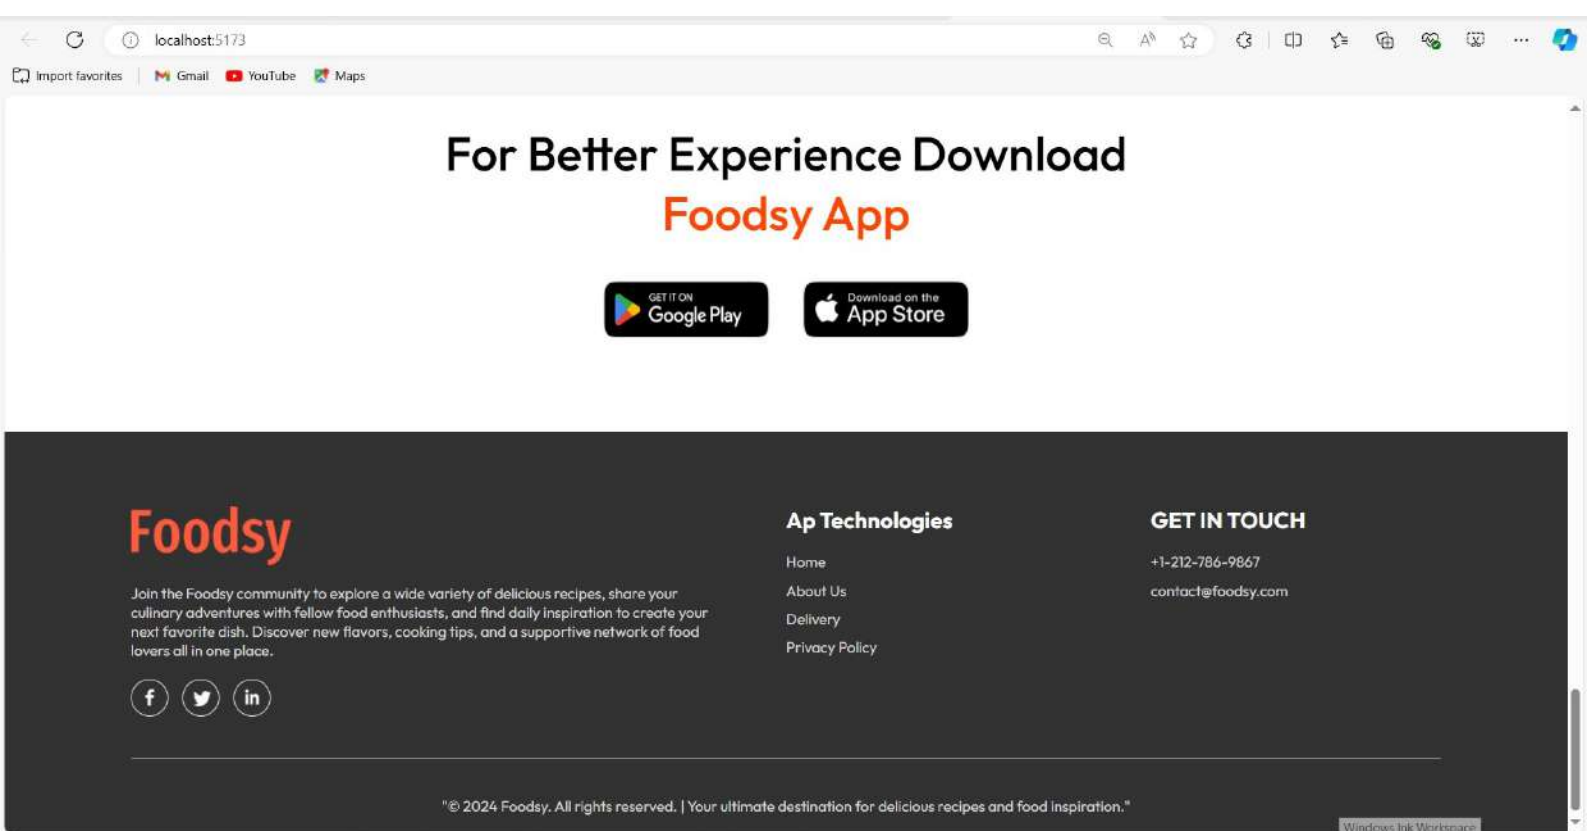 localhost:5173
Import favorites
Gmail
YouTube
Maps
For Better Experience Download
Foodsy App
GET IT ON
Google Play
Download on the
App Store
Foodsy
Join the Foodsy community to explore a wide variety of delicious recipes, share your
culinary adventures with fellow food enthusiasts, and find daily inspiration to create your
next favorite dish. Discover new flavors, cooking tips, and a supportive network of food
lovers all in one place.
f
in
Ap Technologies
Home
About Us
Delivery
Privacy Policy
GET IN TOUCH
+1-212-786-9867
contact@foodsy.com
"© 2024 Foodsy. All rights reserved. | Your ultimate destination for delicious recipes and food inspiration."
Windows Ink Workspace